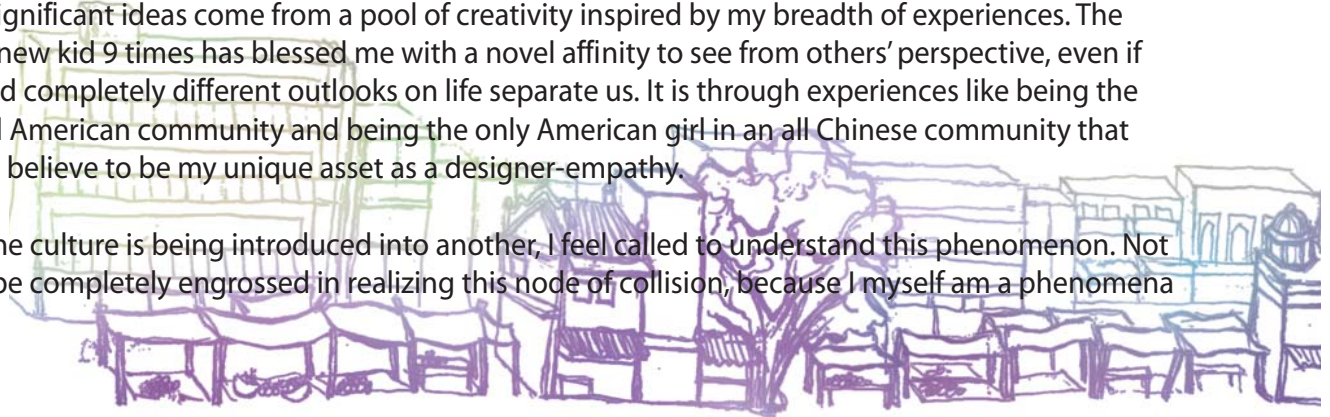 ignificant ideas come from a pool of creativity inspired by my breadth of experiences. The
new kid 9 times has blessed me with a novel affinity to see from others’ perspective, even if
d completely different outlooks on life separate us. It is through experiences like being the
American community and being the only American girl in an all Chinese community that
believe to be my unique asset as a designer-empathy.
ne culture is being introduced into another, I feel called to understand this phenomenon. Not
be completely engrossed in realizing this node of collision, because I myself am a phenomena